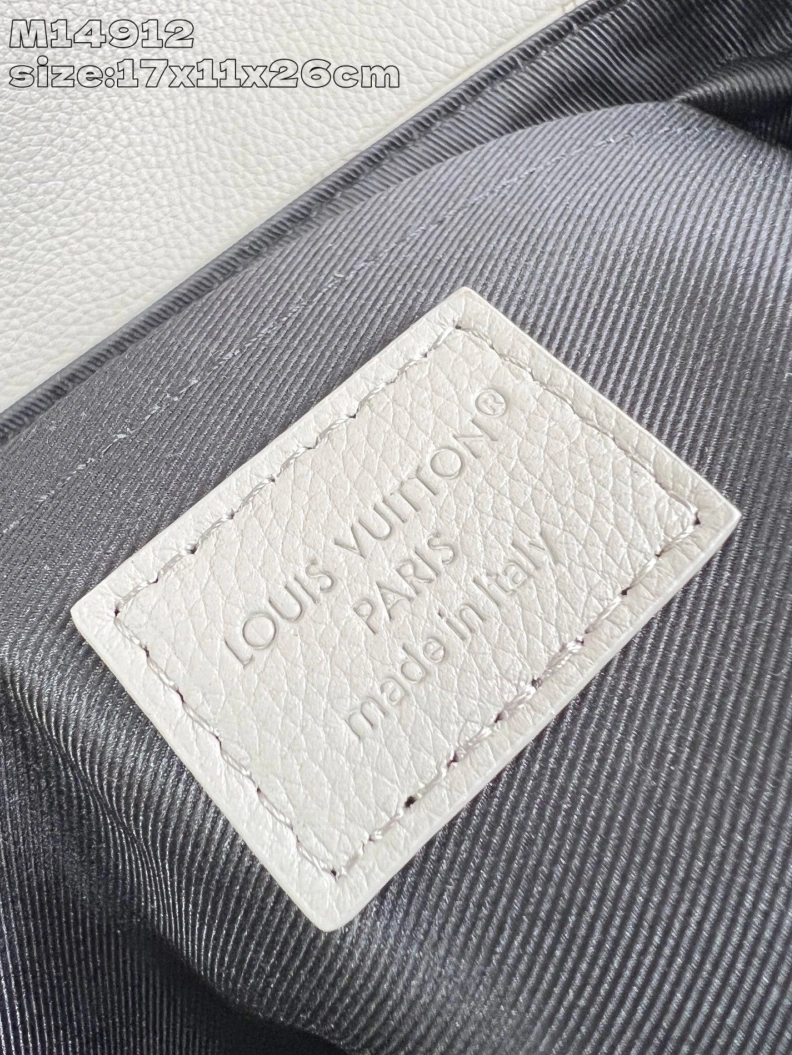 M14912
size:17x11x26cm
LOUIS VUITTON®
PARIS
made in Italy